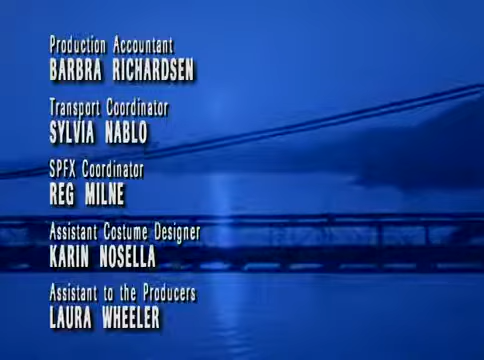 Production Accountant
BARBRA RICHARDSEN
Transport Coordinator
SYLVIA NABLO
SPFX Coordinator
REG MILNE
Assistant Costume Designer
KARIN NOSELLA
Assistant to the Producers
LAURA WHEELER